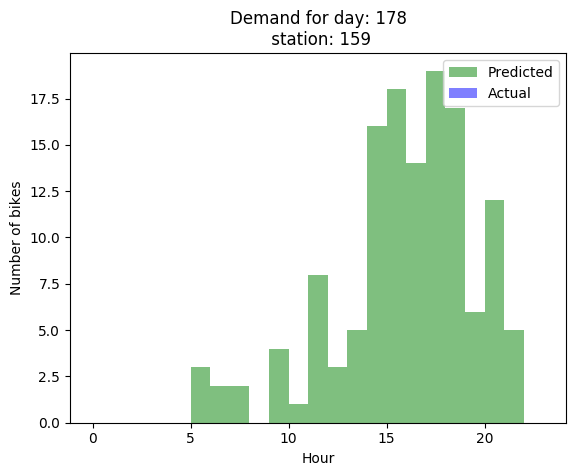 Demand for day: 178
station: 159
Predicted
Actual
17.5
15.0
12.5
10.0
7.5
5.0
2.5
0.0
Number of bikes
0 5 10 15 20
Hour